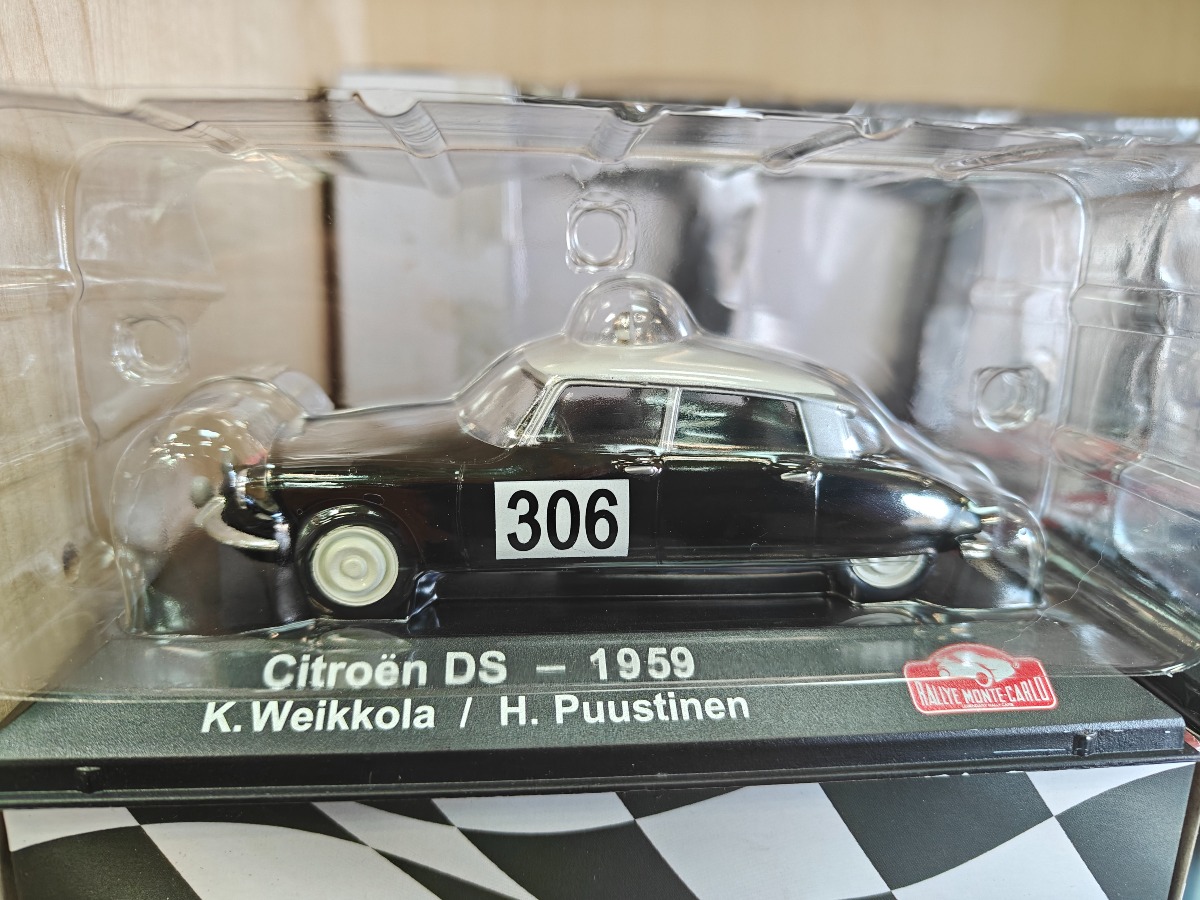 306
Citroën DS – 1959
K.Weikkola / H. Puustinen
RALLYE MONTE-CARLO